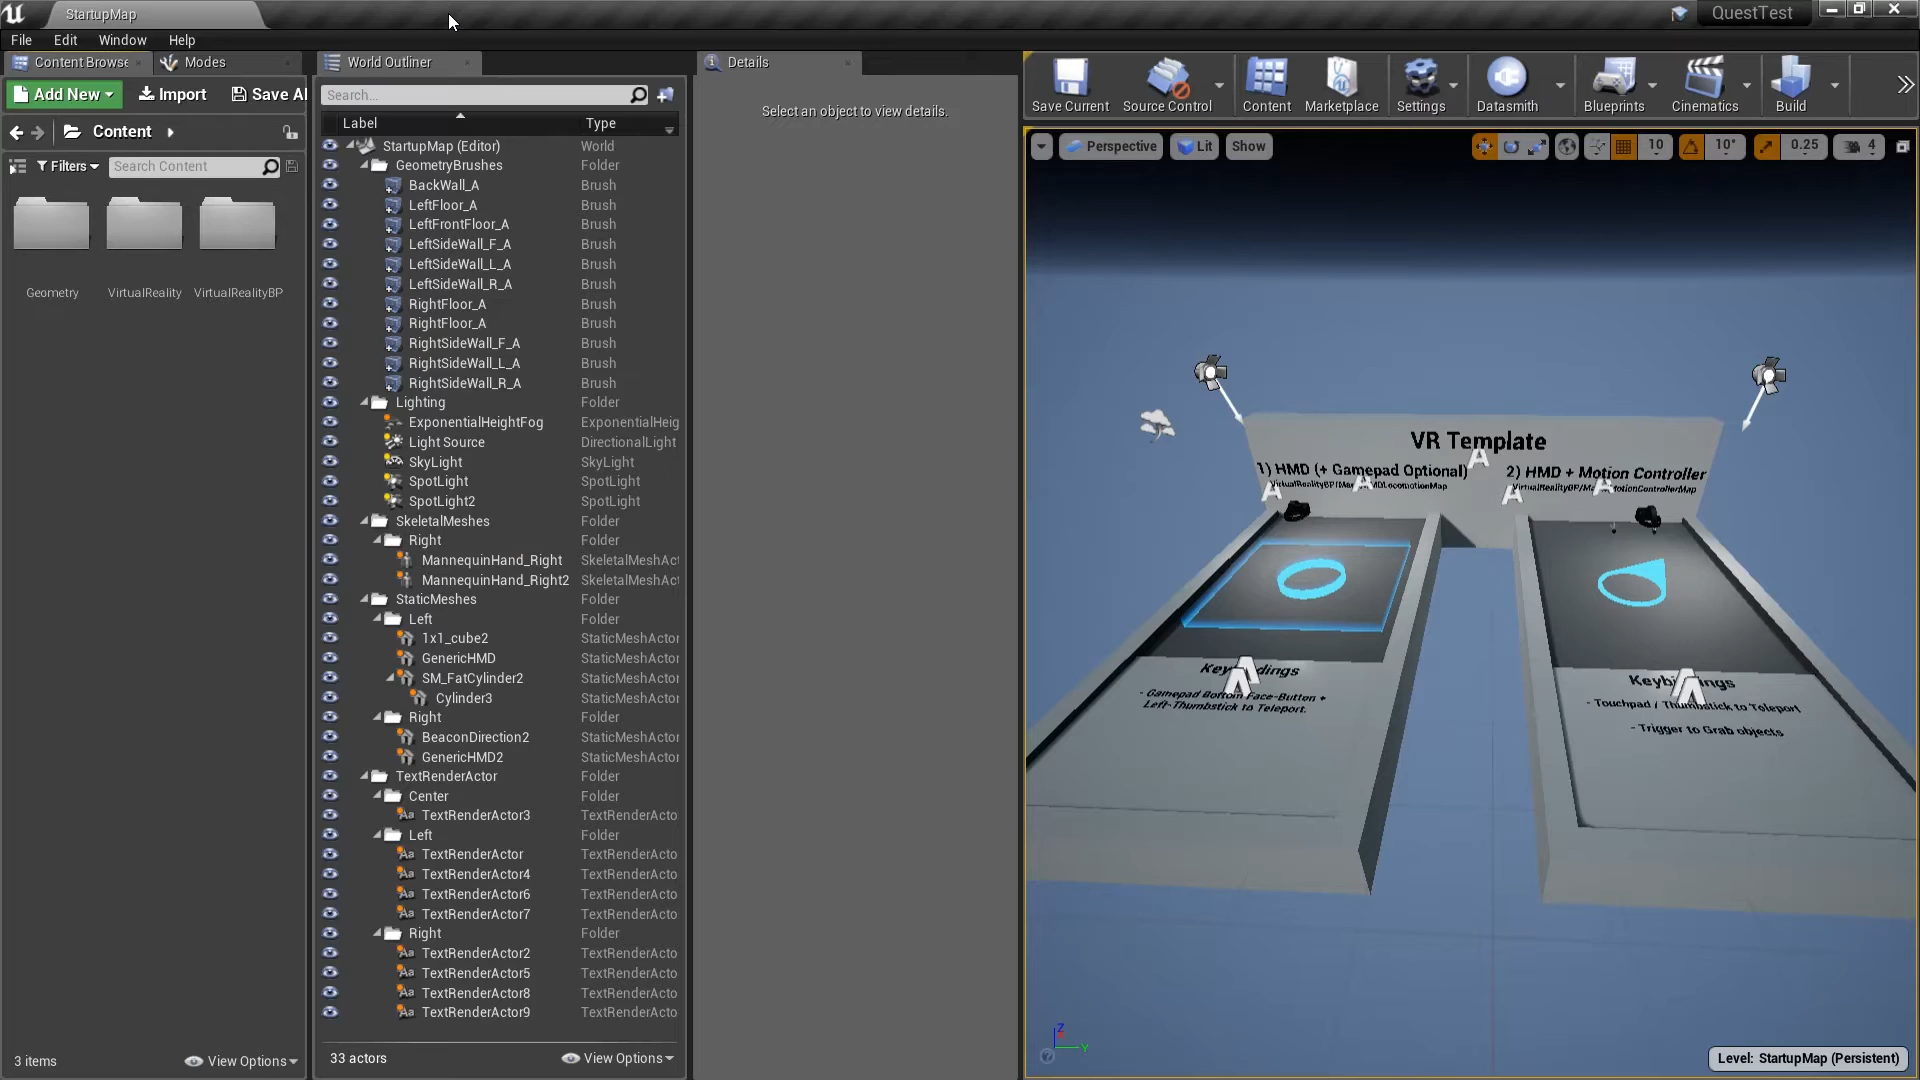 StartupMap
QuestTest
File
Edit
Window
Help
Content Browse
Modes
Add New
Import
Save Al
Content
Filters
Search Content
Geometry
VirtualReality
VirtualRealityBP
3 items
View Options
World Outliner
Search...
Label
Type
StartupMap (Editor) World
GeometryBrushes Folder
BackWall_A Brush
LeftFloor_A Brush
LeftFrontFloor_A Brush
LeftSideWall_F_A Brush
LeftSideWall_L_A Brush
LeftSideWall_R_A Brush
RightFloor_A Brush
RightFloor_A Brush
RightSideWall_F_A Brush
RightSideWall_L_A Brush
RightSideWall_R_A Brush
Lighting Folder
ExponentialHeightFog ExponentialHeig
Light Source DirectionalLight
SkyLight SkyLight
SpotLight SpotLight
SpotLight2 SpotLight
SkeletalMeshes Folder
Right Folder
MannequinHand_Right SkeletalMeshAct
MannequinHand_Right2 SkeletalMeshAct
StaticMeshes Folder
Left Folder
1x1_cube2 StaticMeshActor
GenericHMD StaticMeshActor
SM_FatCylinder2 StaticMeshActor
Cylinder3 StaticMeshActor
Right Folder
BeaconDirection2 StaticMeshActor
GenericHMD2 StaticMeshActor
TextRenderActor Folder
Center Folder
TextRenderActor3 TextRenderActo
Left Folder
TextRenderActor TextRenderActo
TextRenderActor4 TextRenderActo
TextRenderActor6 TextRenderActo
TextRenderActor7 TextRenderActo
Right Folder
TextRenderActor2 TextRenderActo
TextRenderActor5 TextRenderActo
TextRenderActor8 TextRenderActo
TextRenderActor9 TextRenderActo
33 actors
View Options
Details
Select an object to view details.
Save Current
Source Control
Content
Marketplace
Settings
Datasmith
Blueprints
Cinematics
Build
Perspective
Lit
Show
10
10°
0.25
4
VR Template
1) HMD (+ Gamepad Optional)
2) HMD + Motion Controller
- Gamepad Bottom Face-Button +
Left-Thumbstick to Teleport.
- Touchpad / Thumbstick to Toleport
- Trigger to Grab objects
Z
Y
Level: StartupMap (Persistent)